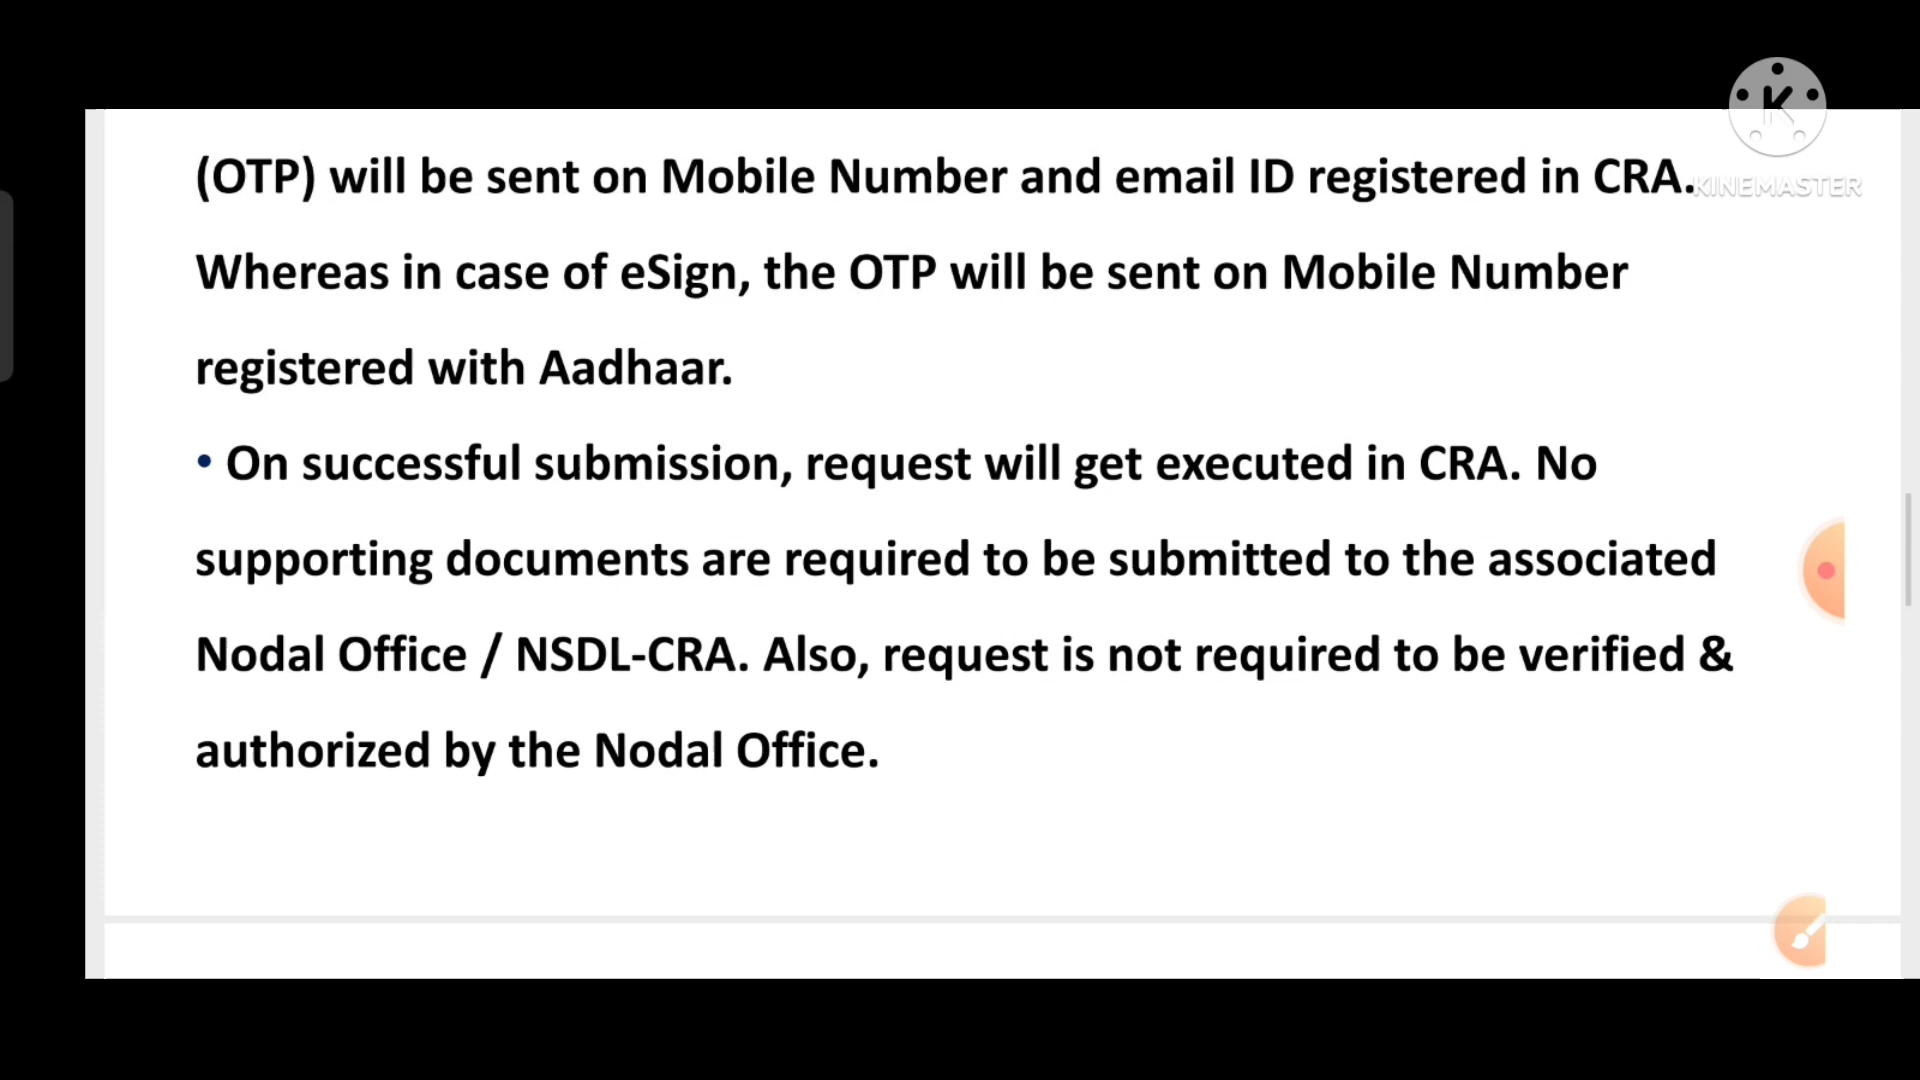 (OTP) will be sent on Mobile Number and email ID registered in CRA.
KINEMASTER
Whereas in case of eSign, the OTP will be sent on Mobile Number
registered with Aadhaar.
• On successful submission, request will get executed in CRA. No
supporting documents are required to be submitted to the associated
Nodal Office / NSDL-CRA. Also, request is not required to be verified &
authorized by the Nodal Office.